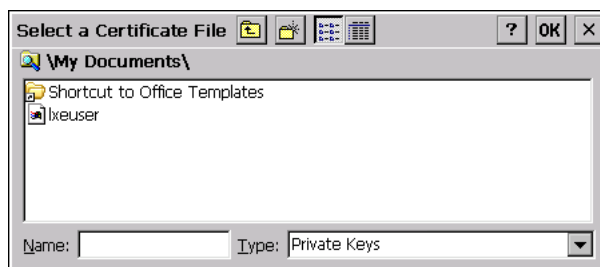 Select a Certificate File ? OK ×
\My Documents\
Shortcut to Office Templates
lxeuser
Name: Type: Private Keys